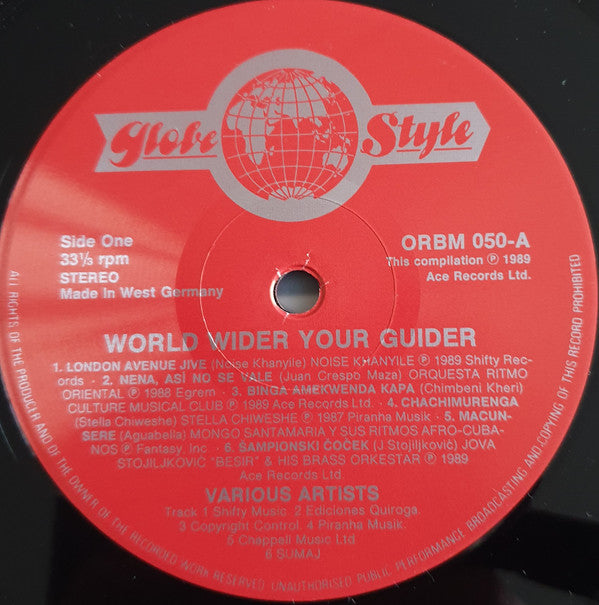 Globe Style
Side One
33⅓ rpm
STEREO
Made In West Germany
ORBM 050-A
This compilation ℗ 1989
Ace Records Ltd.
WORLD WIDER YOUR GUIDER
1. LONDON AVENUE JIVE (Noise Khanyile) NOISE KHANYILE ℗ 1989 Shifty Rec-
ords · 2. NENA, ASÍ NO SE VALE (Juan Crespo Maza) ORQUESTA RITMO
ORIENTAL ℗ 1988 Egrem · 3. BINGA AMEKWENDA KAPA (Chimbeni Kheri)
CULTURE MUSICAL CLUB ℗ 1989 Ace Records Ltd. · 4. CHACHIMURENGA
(Stella Chiweshe) STELLA CHIWESHE ℗ 1987 Piranha Musik · 5. MACUN-
SERE (Aguabella) MONGO SANTAMARIA Y SUS RITMOS AFRO-CUBA-
NOS ℗ Fantasy, Inc. · 6. SAMPIONSKI ČOČEK (J Stojiljkovič) JOVA
STOJILJKOVIČ "BESIR" & HIS BRASS ORKESTAR ℗ 1989
Ace Records Ltd.
VARIOUS ARTISTS
Track 1 Shifty Music. 2 Ediciones Quiroga.
3 Copyright Control. 4 Piranha Musik.
5 Chappell Music Ltd
6 SUMAJ
ALL RIGHTS OF THE PRODUCER AND OF THE OWNER OF THE RECORDED WORK RESERVED. UNAUTHORISED PUBLIC PERFORMANCE BROADCASTING AND COPYING OF THIS RECORD PROHIBITED